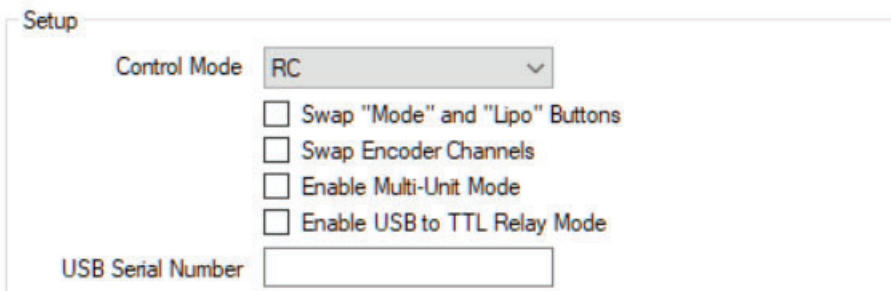 Setup
Control Mode RC
Swap "Mode" and "Lipo" Buttons
Swap Encoder Channels
Enable Multi-Unit Mode
Enable USB to TTL Relay Mode
USB Serial Number